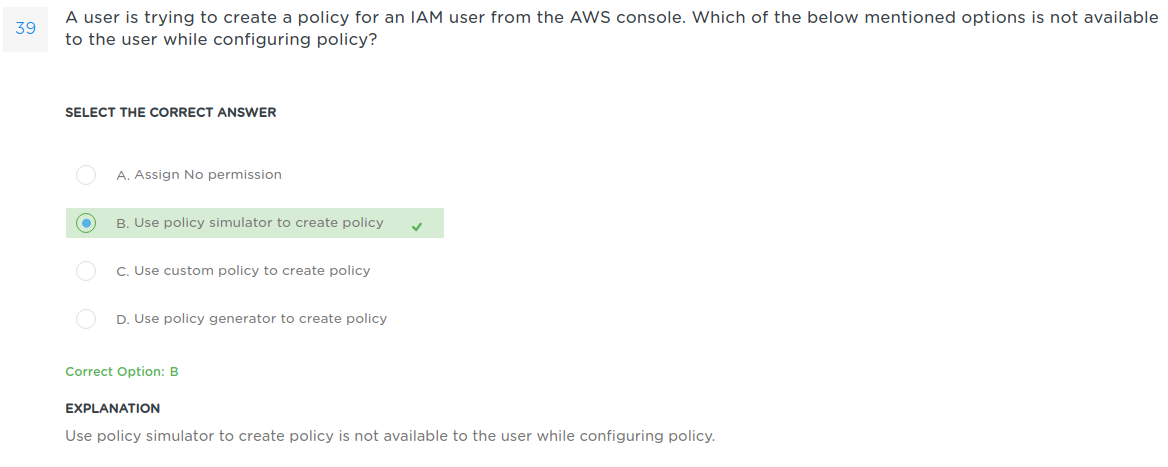 39
A user is trying to create a policy for an IAM user from the AWS console. Which of the below mentioned options is not available
to the user while configuring policy?
SELECT THE CORRECT ANSWER
A. Assign No permission
B. Use policy simulator to create policy
C. Use custom policy to create policy
D. Use policy generator to create policy
Correct Option: B
EXPLANATION
Use policy simulator to create policy is not available to the user while configuring policy.